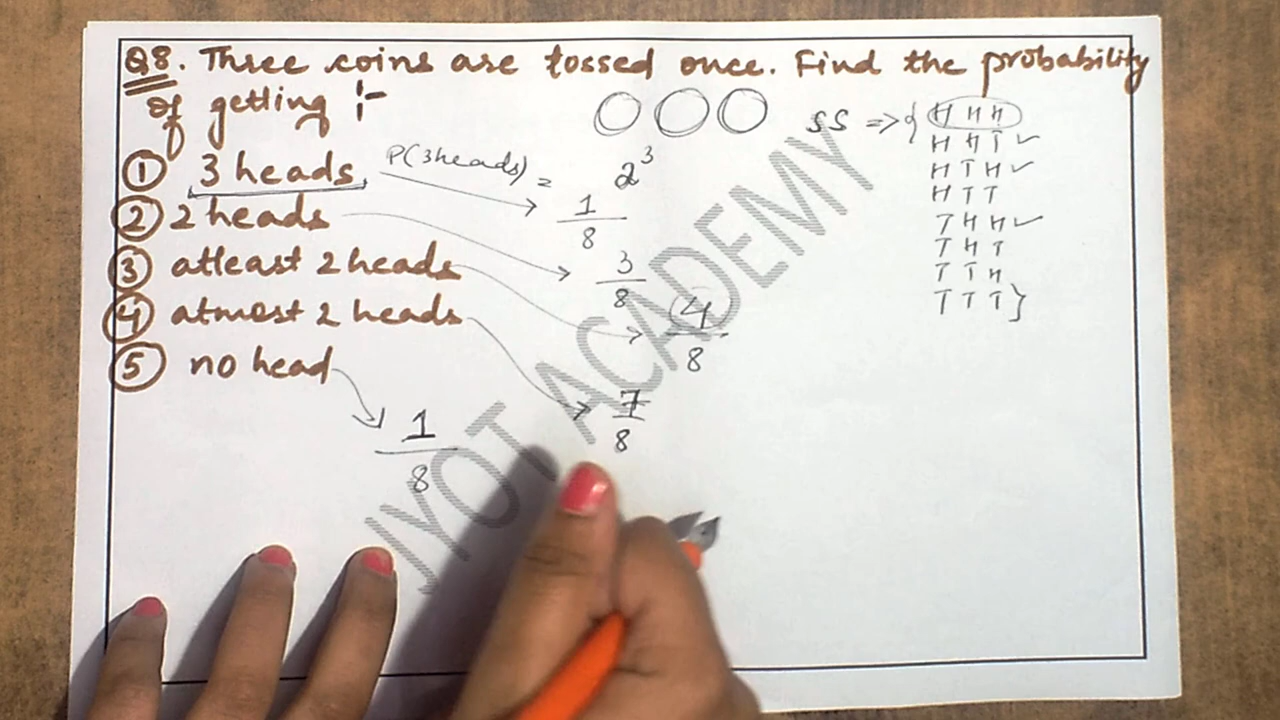 Q8. Three coins are tossed once. Find the probability
of getting :-
SS => { H H H
H H T ✓
H T H ✓
H T T
T H H ✓
T H T
T T H
T T T }
① 3 heads P(3 heads) = 2³
1/8
② 2 heads
3/8
③ atleast 2 heads
4/8
④ atmost 2 heads
7/8
⑤ no head
1/8
JYOT ACADEMY